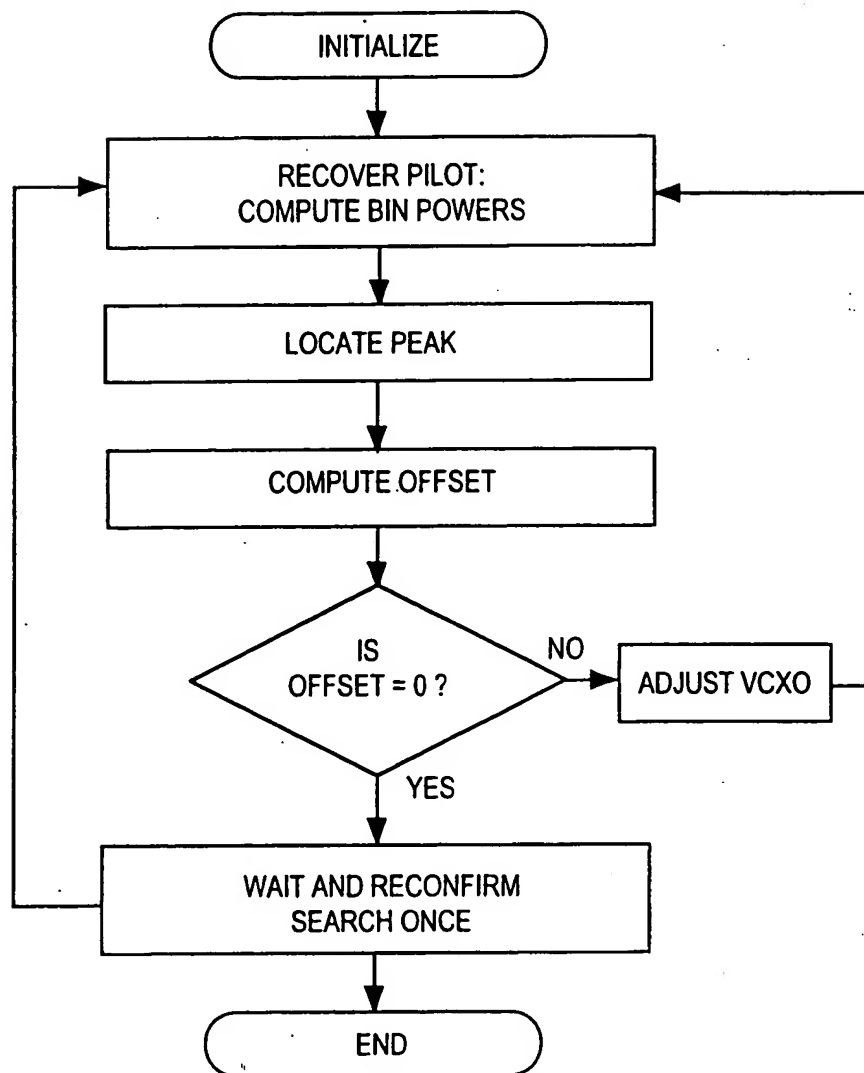 INITIALIZE
RECOVER PILOT:
COMPUTE BIN POWERS
LOCATE PEAK
COMPUTE OFFSET
IS
OFFSET = 0 ?
NO
ADJUST VCXO
YES
WAIT AND RECONFIRM
SEARCH ONCE
END